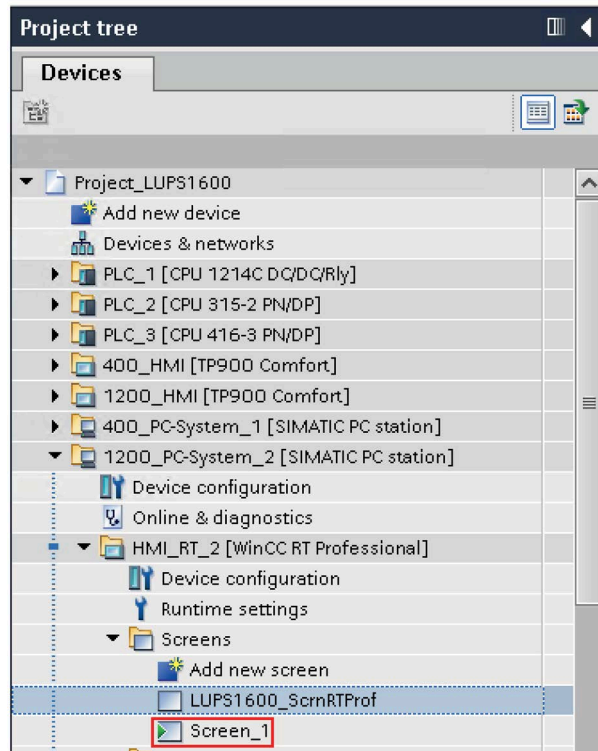 Project tree
Devices
Project_LUPS1600
Add new device
Devices & networks
PLC_1 [CPU 1214C DC/DC/Rly]
PLC_2 [CPU 315-2 PN/DP]
PLC_3 [CPU 416-3 PN/DP]
400_HMI [TP900 Comfort]
1200_HMI [TP900 Comfort]
400_PC-System_1 [SIMATIC PC station]
1200_PC-System_2 [SIMATIC PC station]
Device configuration
Online & diagnostics
HMI_RT_2 [WinCC RT Professional]
Device configuration
Runtime settings
Screens
Add new screen
LUPS1600_ScrnRTProf
Screen_1